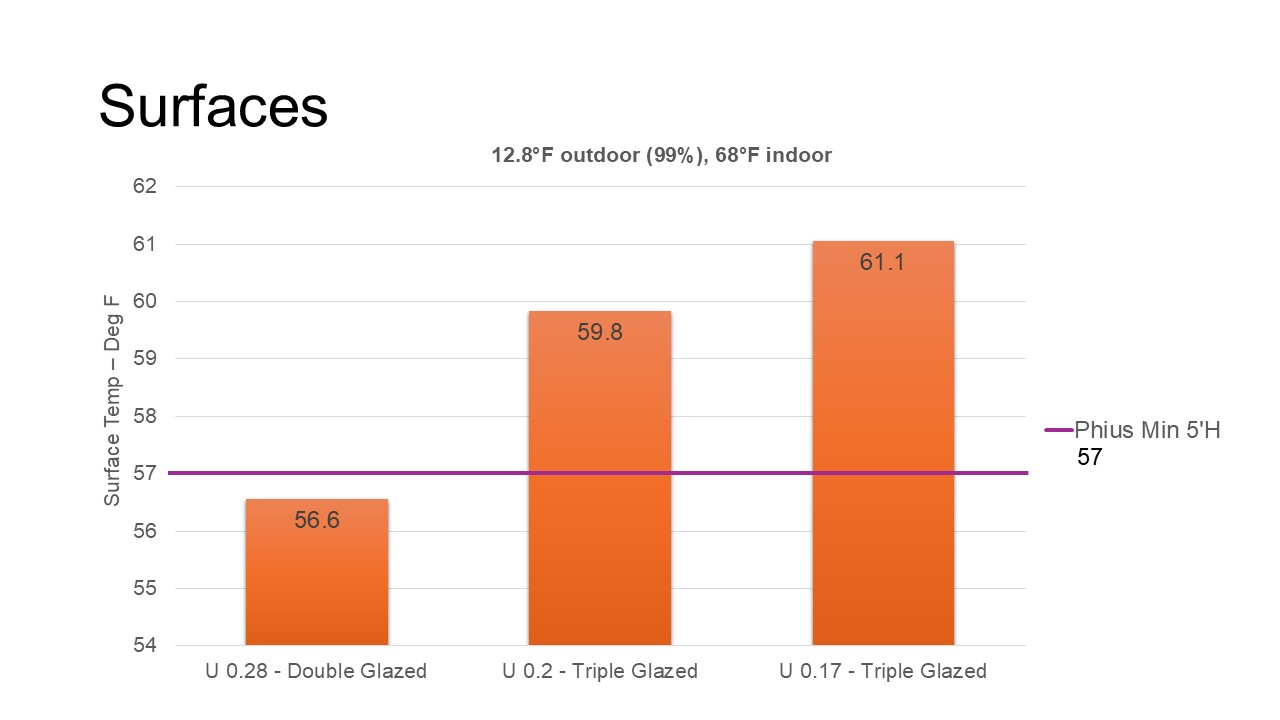 Surfaces
12.8°F outdoor (99%), 68°F indoor
Surface Temp – Deg F
62
61
60
59
58
57
56
55
54
56.6
59.8
61.1
U 0.28 - Double Glazed
U 0.2 - Triple Glazed
U 0.17 - Triple Glazed
Phius Min 5'H
57